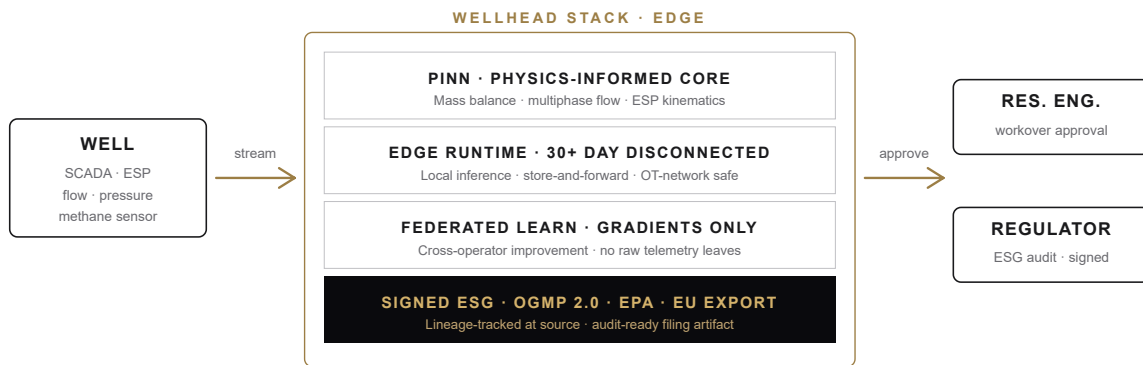 WELLHEAD STACK · EDGE
WELL
SCADA · ESP
flow · pressure
methane sensor
stream
PINN · PHYSICS-INFORMED CORE
Mass balance · multiphase flow · ESP kinematics
EDGE RUNTIME · 30+ DAY DISCONNECTED
Local inference · store-and-forward · OT-network safe
FEDERATED LEARN · GRADIENTS ONLY
Cross-operator improvement · no raw telemetry leaves
SIGNED ESG · OGMP 2.0 · EPA · EU EXPORT
Lineage-tracked at source · audit-ready filing artifact
approve
RES. ENG.
workover approval
REGULATOR
ESG audit · signed